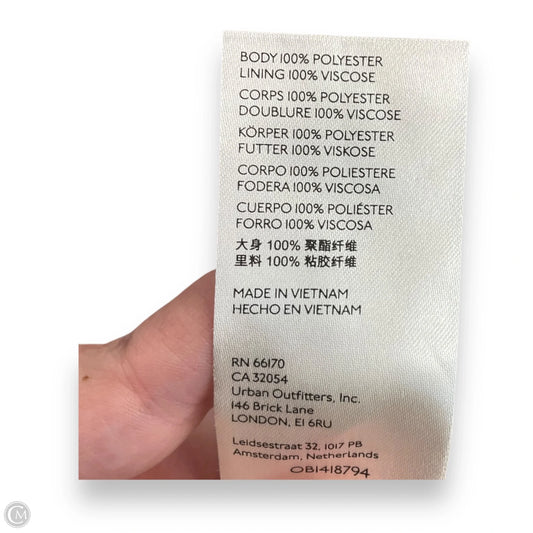 BODY 100% POLYESTER
LINING 100% VISCOSE
CORPS 100% POLYESTER
DOUBLURE 100% VISCOSE
KÖRPER 100% POLYESTER
FUTTER 100% VISKOSE
CORPO 100% POLIESTERE
FODERA 100% VISCOSA
CUERPO 100% POLIÉSTER
FORRO 100% VISCOSA
大身 100% 聚酯纤维
里料 100% 粘胶纤维
MADE IN VIETNAM
HECHO EN VIETNAM
RN 66170
CA 32054
Urban Outfitters, Inc.
146 Brick Lane
LONDON, E1 6RU
Leidsestraat 32, 1017 PB
Amsterdam, Netherlands
OB1418794
CM